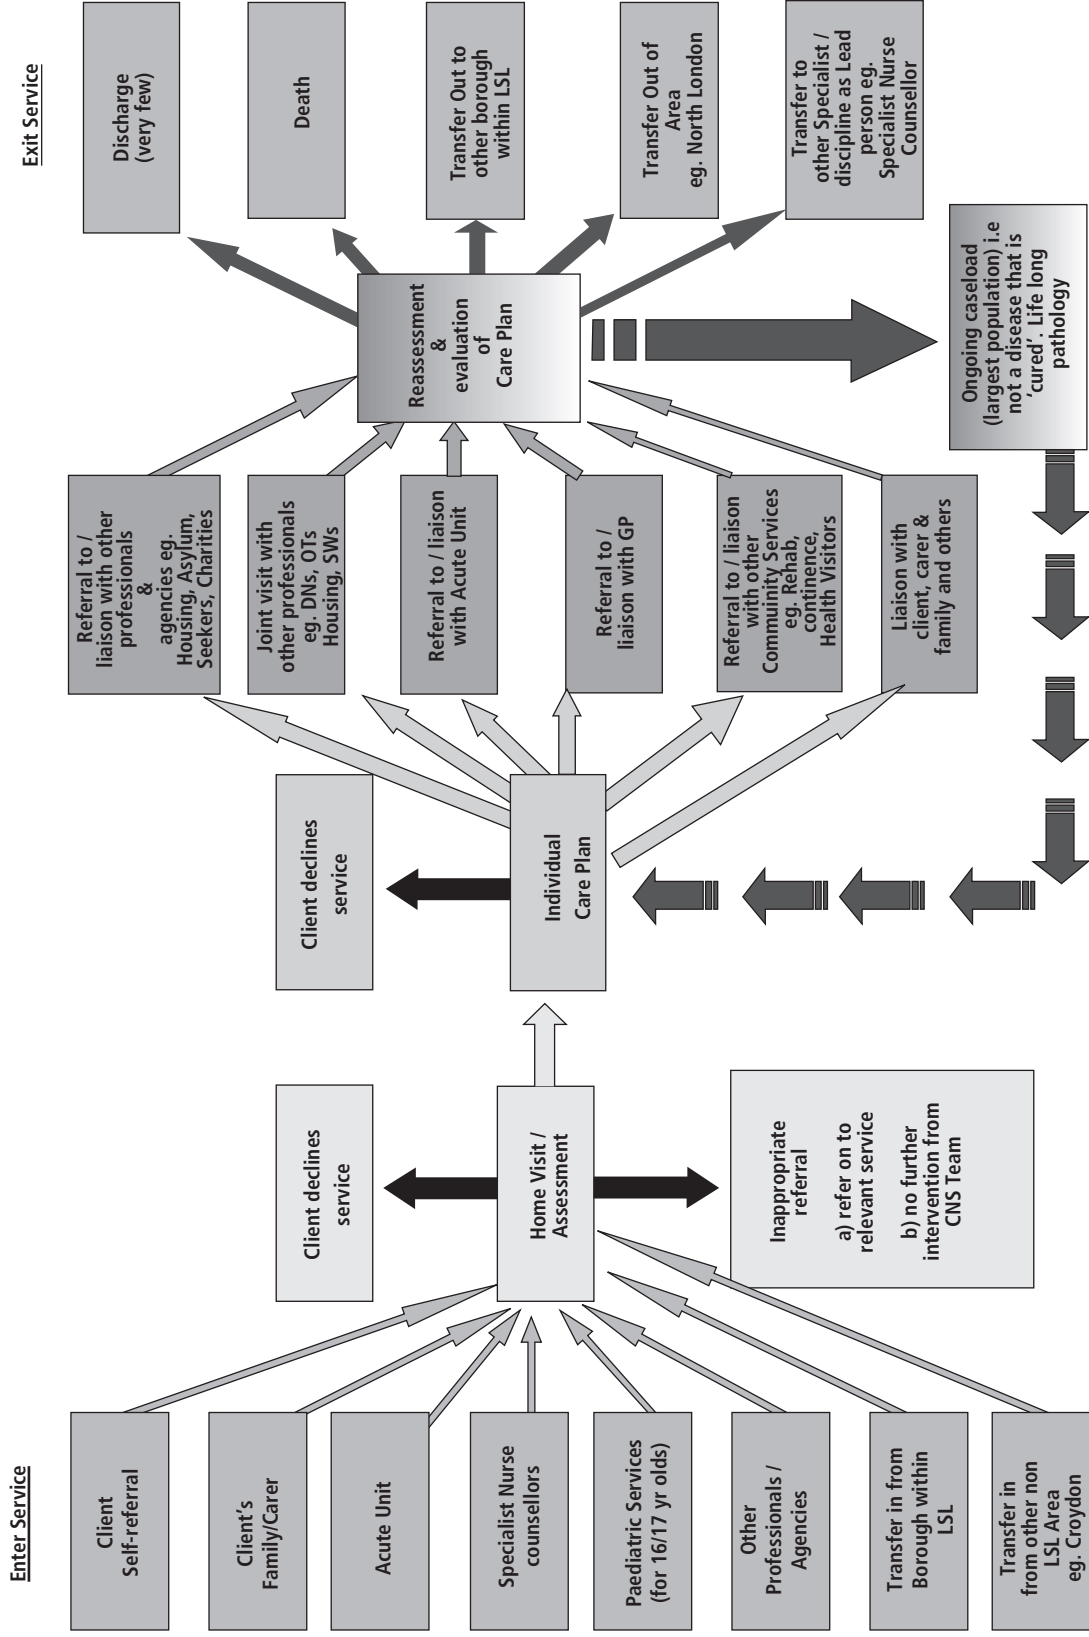 Enter Service
Client
Self-referral
Client's
Family/Carer
Acute Unit
Specialist Nurse
counsellors
Paediatric Services
(for 16/17 yr olds)
Other
Professionals /
Agencies
Transfer in from
Borough within
LSL
Transfer in
from other non
LSL Area
eg. Croydon
Client declines
service
Home Visit /
Assessment
Inappropriate
referral
a) refer on to
relevant service
b) no further
intervention from
CNS Team
Client declines
service
Individual
Care Plan
Referral to /
liaison with other
professionals
&
agencies eg.
Housing, Asylum,
Seekers, Charities
Joint visit with
other professionals
eg. DNs, OTs
Housing, SWs
Referral to / liaison
with Acute Unit
Referral to /
liaison with GP
Referral to / liaison
with other
Community Services
eg. Rehab,
continence,
Health Visitors
Liaison with
client, carer &
family and others
Reassessment
&
evaluation
of
Care Plan
Ongoing caseload
(largest population) i.e
not a disease that is
'cured'. Life long
pathology
Exit Service
Discharge
(very few)
Death
Transfer Out to
other borough
within LSL
Transfer Out of
Area
eg. North London
Transfer to
other Specialist /
discipline as Lead
person eg.
Specialist Nurse
Counsellor